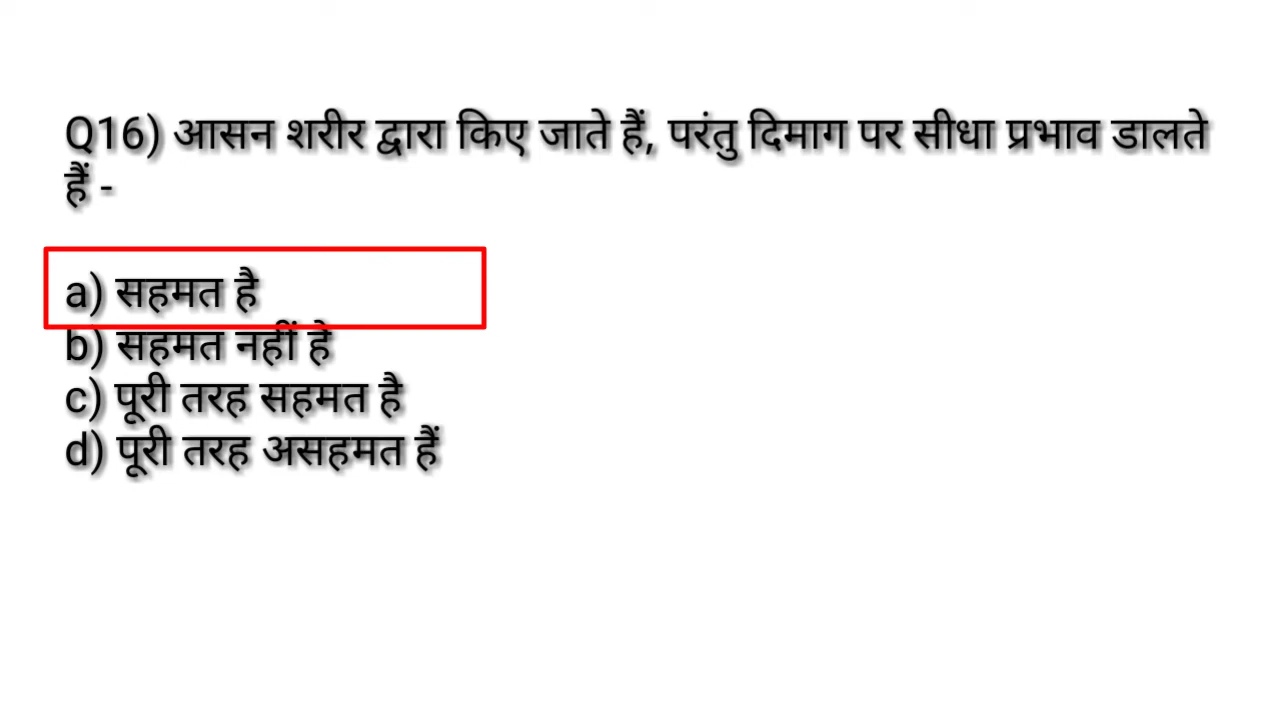 Q16) आसन शरीर द्वारा किए जाते हैं, परंतु दिमाग पर सीधा प्रभाव डालते
हैं -
a) सहमत है
b) सहमत नहीं है
c) पूरी तरह सहमत है
d) पूरी तरह असहमत हैं